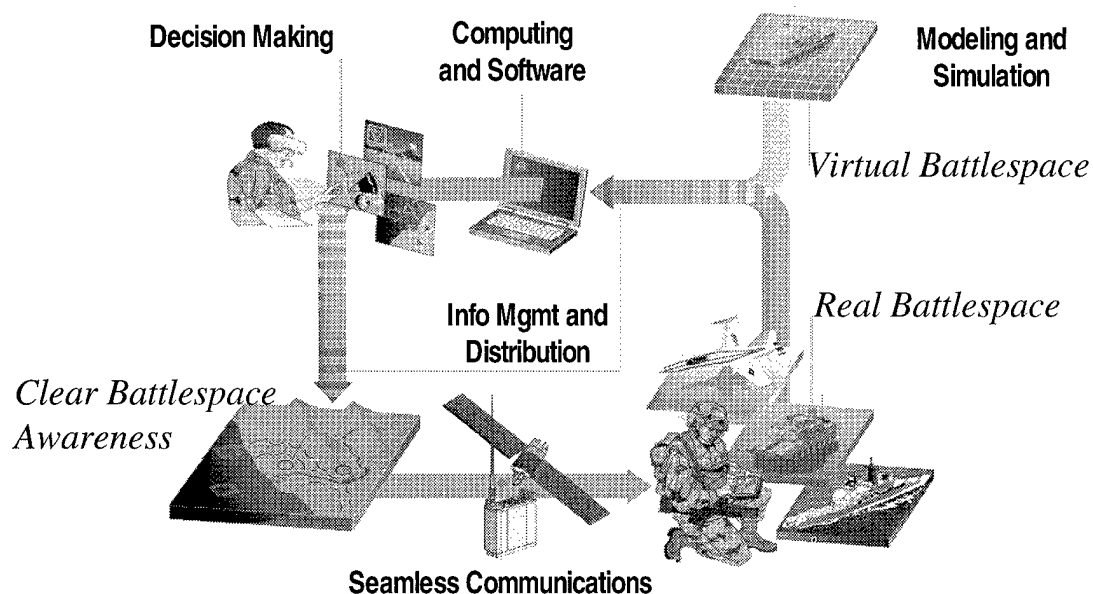 Decision Making
Computing
and Software
Modeling and
Simulation
Virtual Battlespace
Real Battlespace
Info Mgmt and
Distribution
Clear Battlespace
Awareness
Seamless Communications